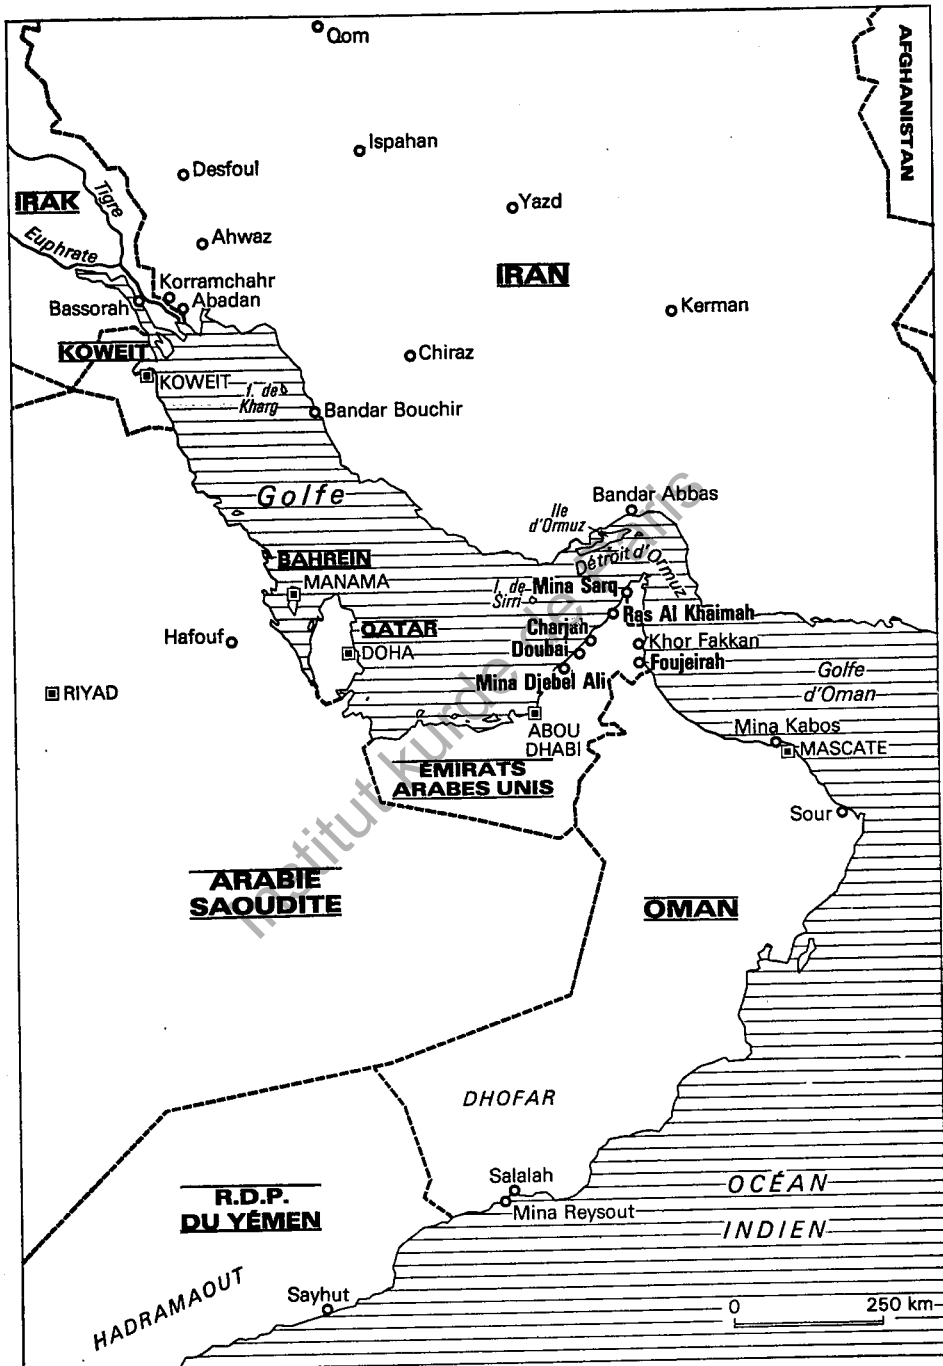 Qom
AFGHANISTAN
Ispahan
Desfoul
Tigre
IRAK
Yazd
Ahwaz
Euphrate
IRAN
Korramchahr
Abadan
Bassorah
Kerman
KOWEIT
Chiraz
KOWEIT
I. de
Kharg
Bandar Bouchir
Golfe
Bandar Abbas
Ile
d'Ormuz
Détroit d'Ormuz
BAHREIN
MANAMA
I. de
Sirri
Mina Sarq
Ras Al Khaimah
Charjah
QATAR
Hafouf
DOHA
Doubai
Khor Fakkan
Foujeirah
Mina Djebel Ali
Golfe
d'Oman
RIYAD
ABOU
DHABI
Mina Kabos
MASCATE
ÉMIRATS
ARABES UNIS
Sour
ARABIE
SAOUDITE
OMAN
DHOFAR
Salalah
Mina Reysout
OCÉAN
INDIEN
R.D.P.
DU YÉMEN
HADRAMAOUT
Sayhut
0 250 km
Institut kurde de Paris